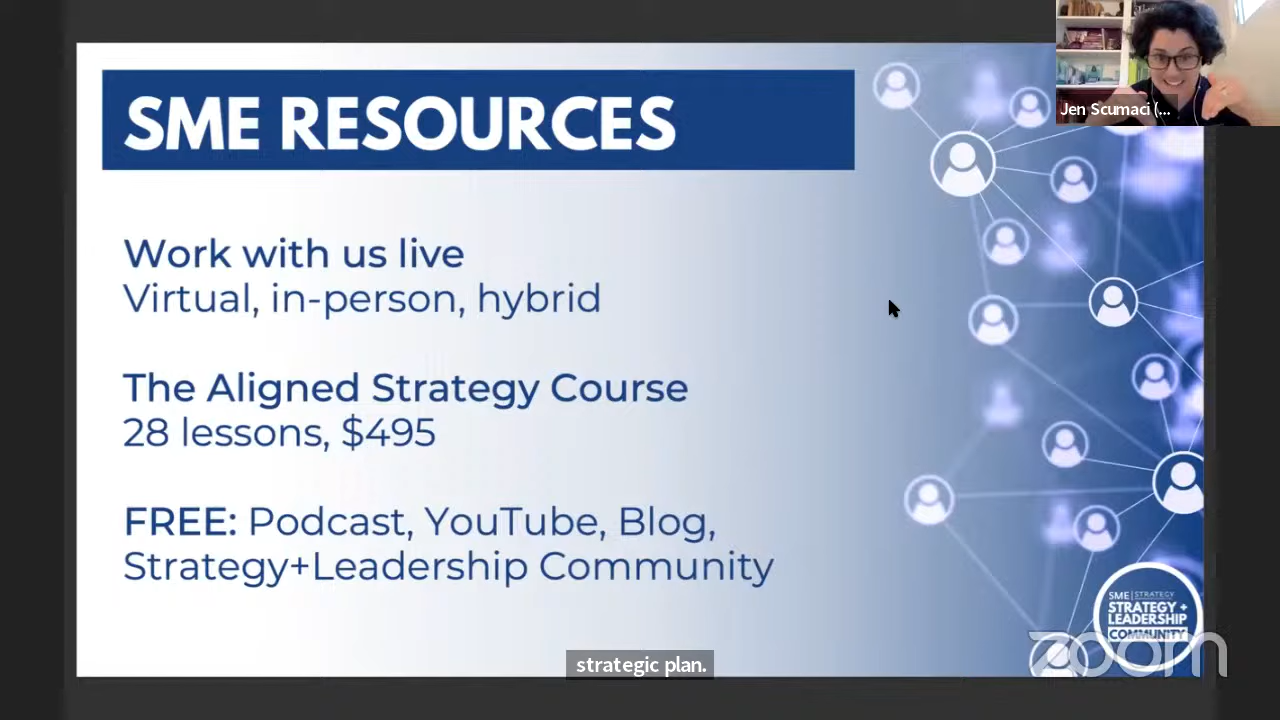 SME RESOURCES
Jen Scumaci (...
Work with us live
Virtual, in-person, hybrid
The Aligned Strategy Course
28 lessons, $495
FREE: Podcast, YouTube, Blog,
Strategy+Leadership Community
SME | STRATEGY
STRATEGY +
LEADERSHIP
COMMUNITY
zoom
strategic plan.